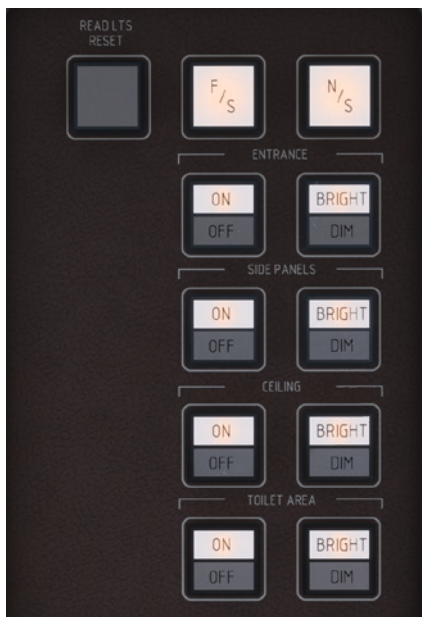 READ LTS
RESET
F/S N/S
ENTRANCE
ON BRIGHT
OFF DIM
SIDE PANELS
ON BRIGHT
OFF DIM
CEILING
ON BRIGHT
OFF DIM
TOILET AREA
ON BRIGHT
OFF DIM